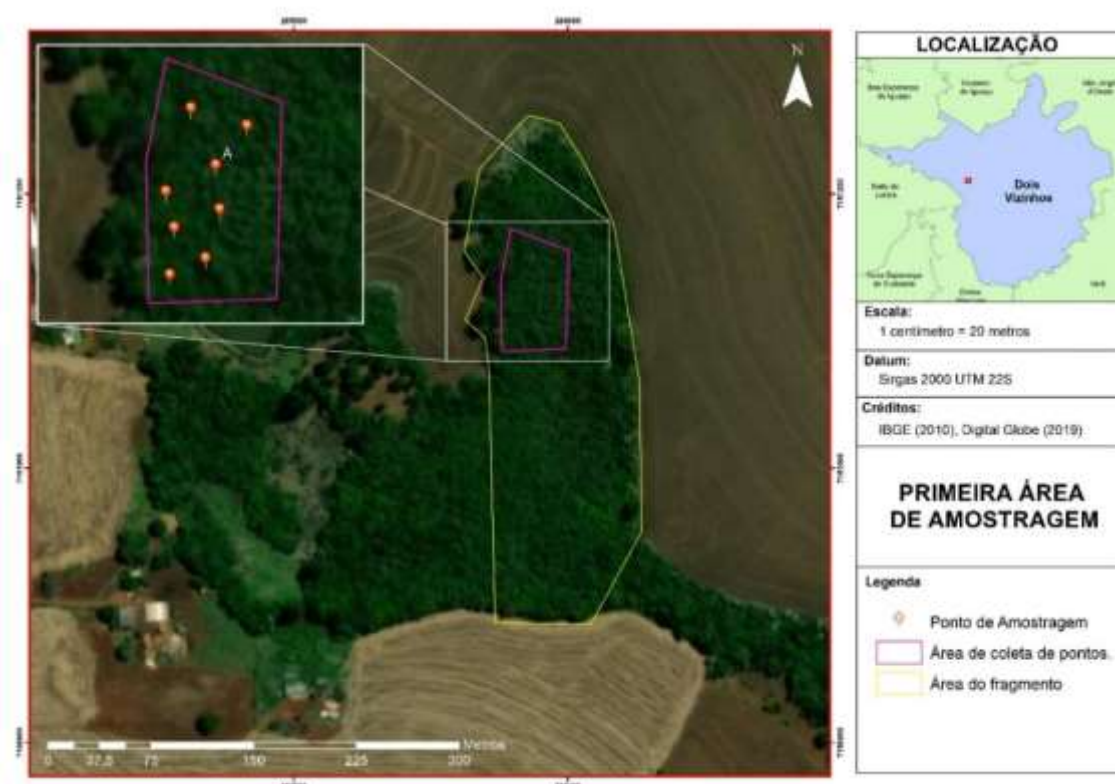 N
A
0 37,5 75 150 225 300
Metros
LOCALIZAÇÃO
Dois
Vizinhos
Escala:
1 centímetro = 20 metros
Datum:
Sirgas 2000 UTM 22S
Créditos:
IBGE (2010), Digital Globe (2019)
PRIMEIRA ÁREA
DE AMOSTRAGEM
Legenda
Ponto de Amostragem
Área de coleta de pontos.
Área do fragmento